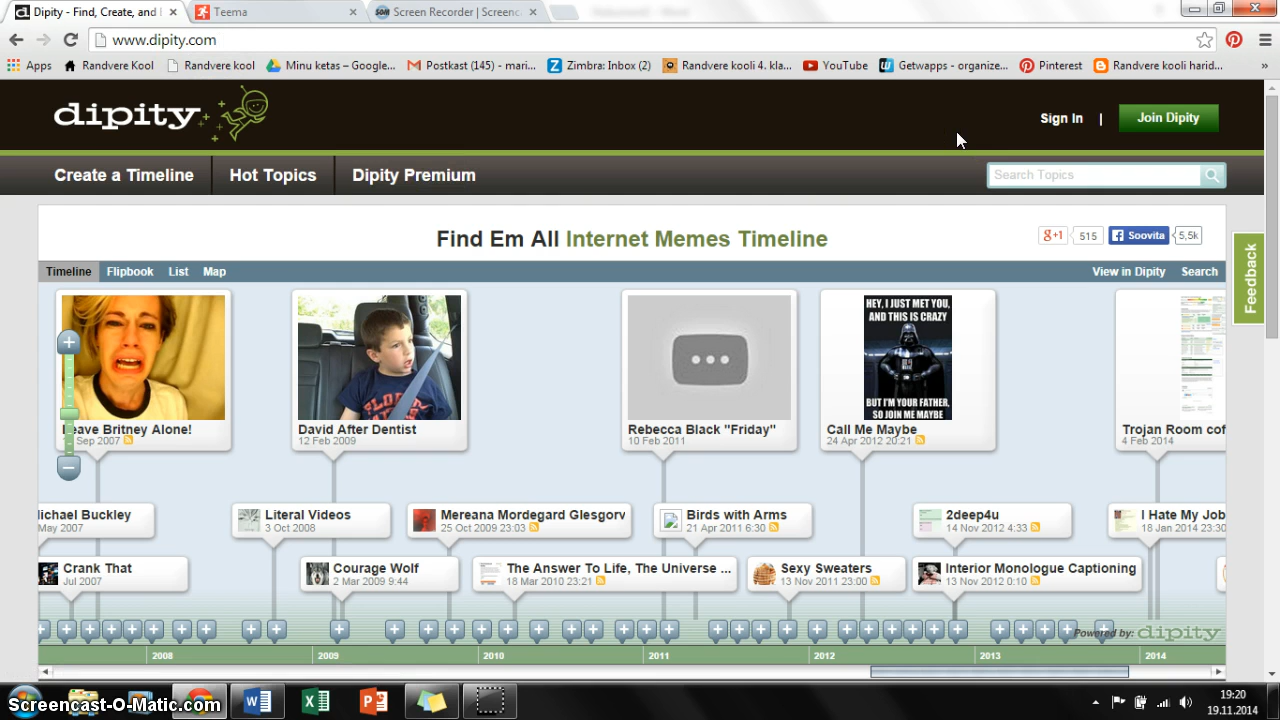 Dipity - Find, Create, and
Teema
Screen Recorder | Screenc
www.dipity.com
Apps Randvere Kool Randvere kool Minu ketas – Google... Postkast (145) - mari... Zimbra: Inbox (2) Randvere kooli 4. kla... YouTube Getwapps - organize... Pinterest Randvere kooli harid... »
dipity
Sign In | Join Dipity
Create a Timeline Hot Topics Dipity Premium Search Topics
Find Em All Internet Memes Timeline
g+1 515 Soovita 5,5k
Feedback
Timeline Flipbook List Map View in Dipity Search
HEY, I JUST MET YOU,
AND THIS IS CRAZY
BUT I'M YOUR FATHER,
SO JOIN ME MAYBE
Leave Britney Alone!
Sep 2007
David After Dentist
12 Feb 2009
Rebecca Black "Friday"
10 Feb 2011
Call Me Maybe
24 Apr 2012 20:21
Trojan Room cof
4 Feb 2014
ichael Buckley
May 2007
Literal Videos
3 Oct 2008
Mereana Mordegard Glesgorv
25 Oct 2009 23:03
Birds with Arms
21 Apr 2011 6:30
2deep4u
14 Nov 2012 4:33
I Hate My Job
18 Jan 2014 23:30
Crank That
Jul 2007
Courage Wolf
2 Mar 2009 9:44
The Answer To Life, The Universe ...
18 Mar 2010 23:21
Sexy Sweaters
13 Nov 2011 23:00
Interior Monologue Captioning
13 Nov 2012 0:10
Powered by: dipity
2008 2009 2010 2011 2012 2013 2014
Screencast-O-Matic.com
19:20
19.11.2014